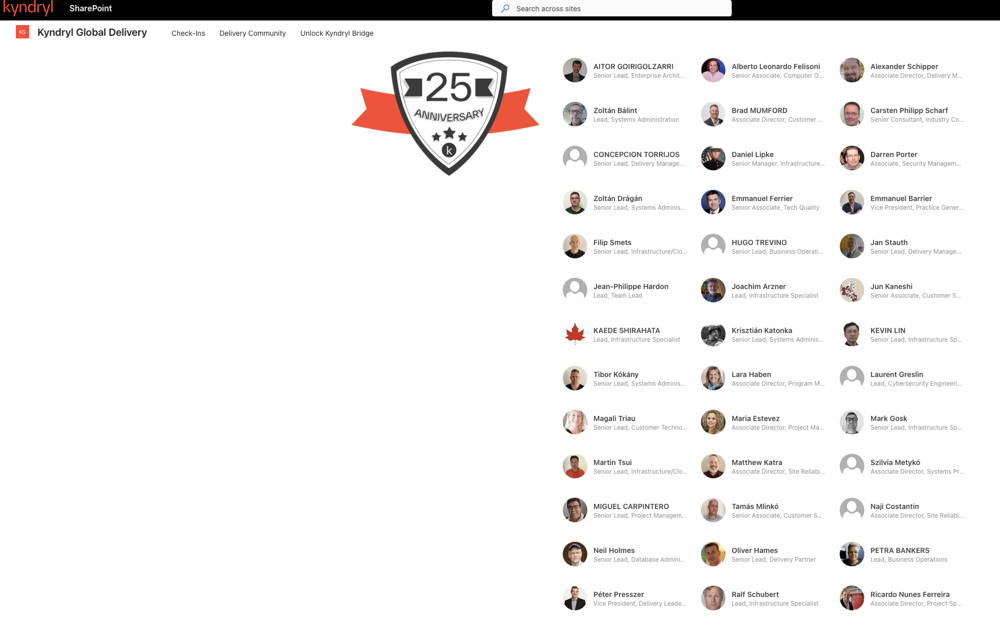 kyndryl SharePoint Search across sites
KG Kyndryl Global Delivery Check-Ins Delivery Community Unlock Kyndryl Bridge
25
ANNIVERSARY
k
AITOR GOIRIGOLZARRI
Senior Lead, Enterprise Archit...
Alberto Leonardo Felisoni
Senior Associate, Computer O...
Alexander Schipper
Associate Director, Delivery M...
Zoltán Bálint
Lead, Systems Administration
Brad MUMFORD
Associate Director, Customer ...
Carsten Philipp Scharf
Senior Consultant, Industry Co...
CONCEPCION TORRIJOS
Senior Lead, Delivery Manage...
Daniel Lipke
Senior Manager, Infrastructure...
Darren Porter
Associate, Security Managem...
Zoltán Drágán
Senior Lead, Systems Adminis...
Emmanuel Ferrier
Senior Associate, Tech Quality
Emmanuel Barrier
Vice President, Practice Gener...
Filip Smets
Senior Lead, Infrastructure/Clo...
HUGO TREVINO
Senior Lead, Business Operati...
Jan Stauth
Senior Lead, Delivery Manage...
Jean-Philippe Hardon
Lead, Team Lead
Joachim Arzner
Lead, Infrastructure Specialist
Jun Kaneshi
Senior Associate, Customer S...
KAEDE SHIRAHATA
Lead, Infrastructure Specialist
Krisztián Katonka
Senior Lead, Systems Adminis...
KEVIN LIN
Senior Lead, Infrastructure Sp...
Tibor Kókány
Senior Lead, Systems Adminis...
Lara Haben
Associate Director, Program M...
Laurent Greslin
Lead, Cybersecurity Engineeri...
Magali Triau
Senior Lead, Customer Techno...
Maria Estevez
Associate Director, Project Ma...
Mark Gosk
Senior Lead, Infrastructure Sp...
Martin Tsui
Senior Lead, Infrastructure/Clo...
Matthew Katra
Associate Director, Site Reliabi...
Szilvia Metykó
Associate Director, Systems Pr...
MIGUEL CARPINTERO
Senior Lead, Project Managem...
Tamás Mlinkó
Senior Associate, Customer S...
Naji Costantin
Associate Director, Site Reliabi...
Neil Holmes
Senior Lead, Database Admini...
Oliver Hames
Senior Lead, Delivery Partner
PETRA BANKERS
Lead, Business Operations
Péter Presszer
Vice President, Delivery Leade...
Ralf Schubert
Lead, Infrastructure Specialist
Ricardo Nunes Ferreira
Associate Director, Project Sp...